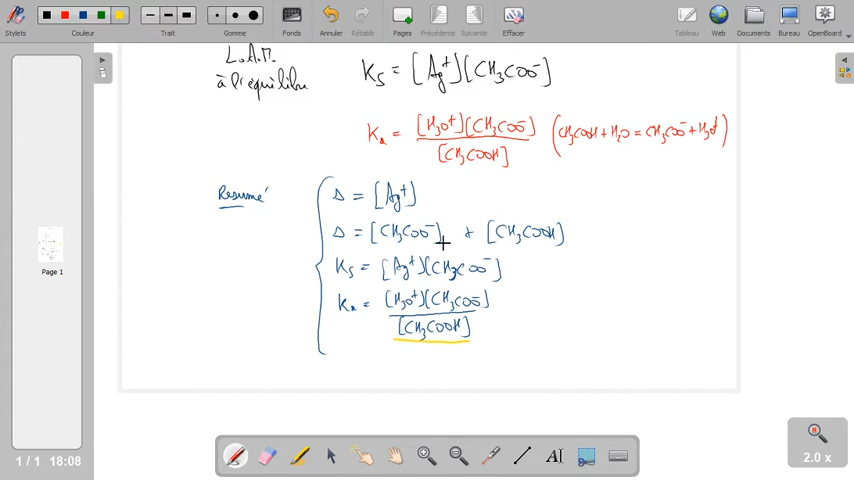 Stylets
Couleur
Trait
Gomme
Fonds
Annuler
Refaire
Pages
Précédente
Suivante
Effacer
Tableau
Web
Documents
Bureau
OpenBoard
L.A.M.
à l'équilibre
Ks = [Ag+][CH3COO-]
Ka = [H3O+][CH3COO-] / [CH3COOH] (CH3COOH + H2O = CH3COO- + H3O+)
Resumé
s = [Ag+]
s = [CH3COO-] + [CH3COOH]
Ks = [Ag+][CH3COO-]
Ka = [H3O+][CH3COO-] / [CH3COOH]
Page 1
1 / 1 18:08
2.0 x